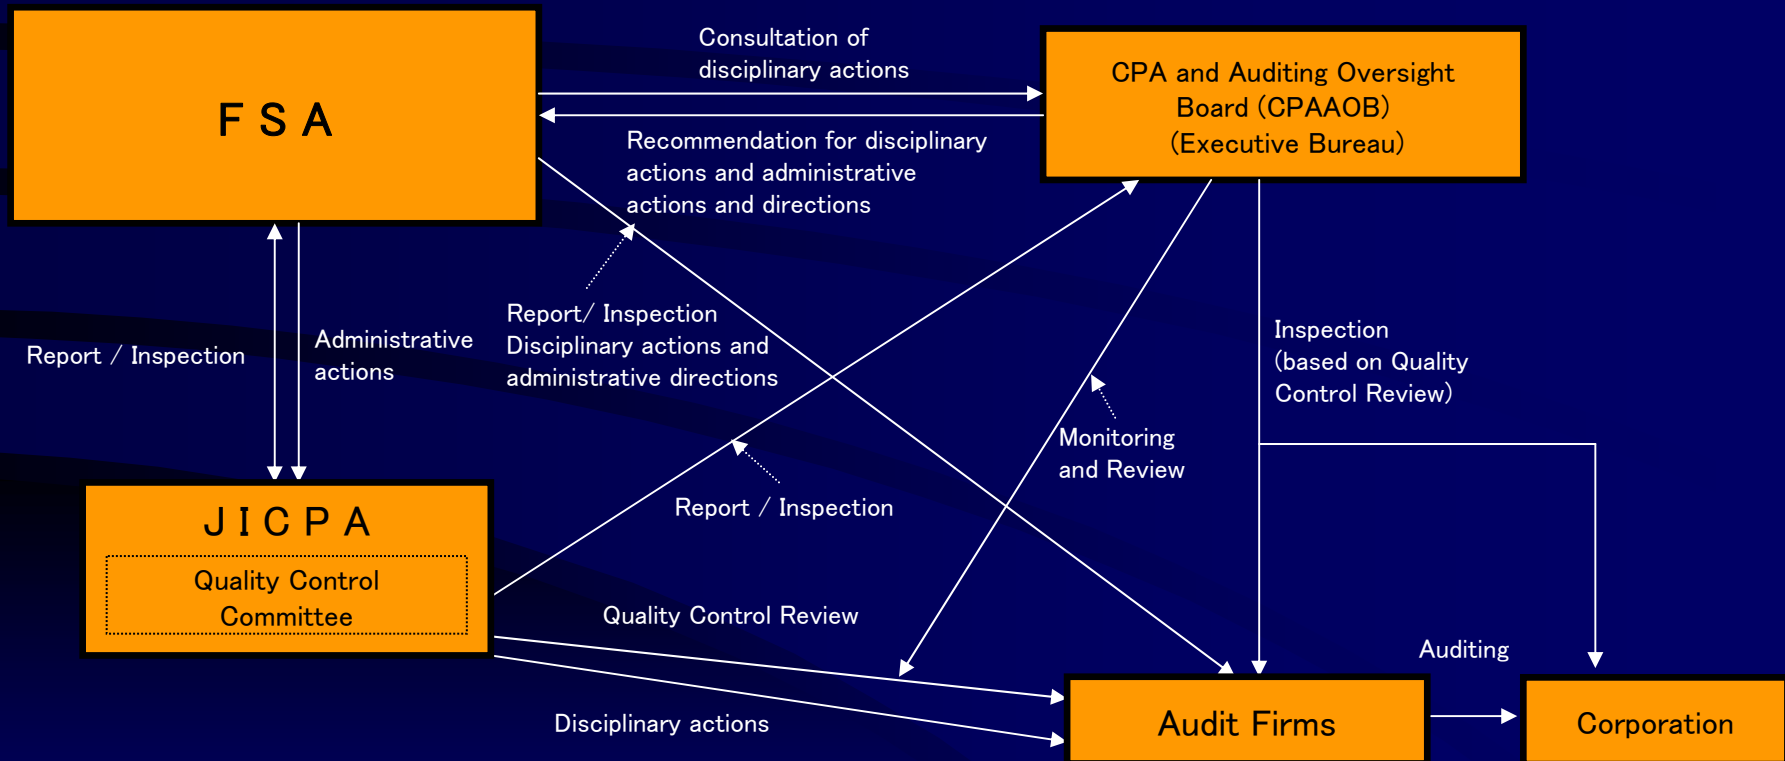 F S A
Consultation of
disciplinary actions
CPA and Auditing Oversight
Board (CPAAOB)
(Executive Bureau)
Recommendation for disciplinary
actions and administrative
actions and directions
Report / Inspection
Administrative
actions
Report/ Inspection
Disciplinary actions and
administrative directions
Inspection
(based on Quality
Control Review)
Monitoring
and Review
Report / Inspection
J I C P A
Quality Control
Committee
Quality Control Review
Disciplinary actions
Auditing
Audit Firms
Corporation